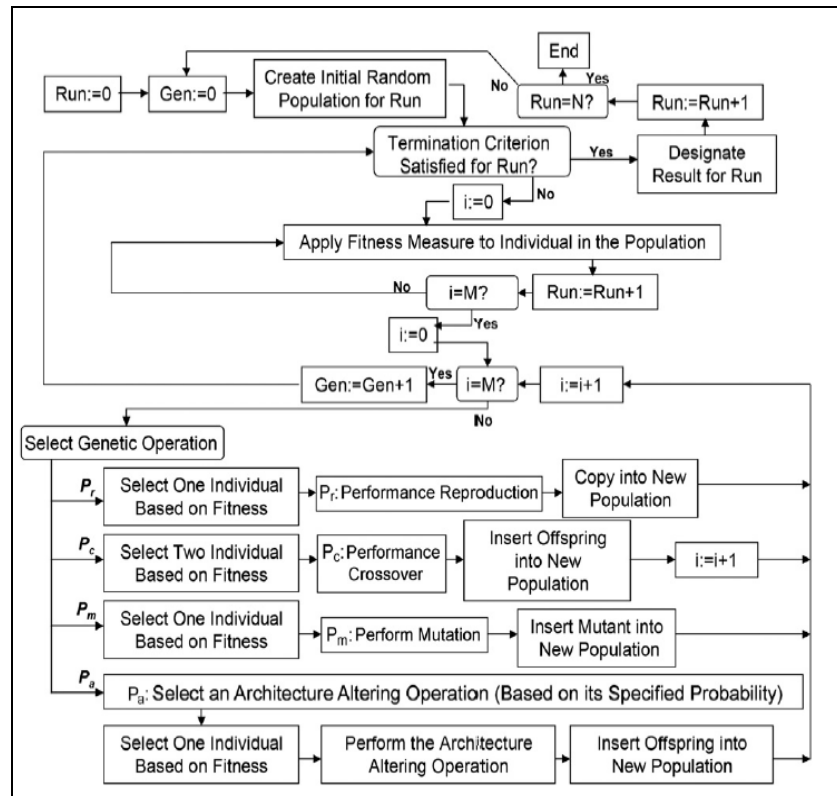 End
No
Yes
Run:=0
Gen:=0
Create Initial Random
Population for Run
Run=N?
Run:=Run+1
Termination Criterion
Satisfied for Run?
Yes
Designate
Result for Run
No
i:=0
Apply Fitness Measure to Individual in the Population
No
i=M?
Run:=Run+1
Yes
i:=0
Gen:=Gen+1
Yes
i=M?
i:=i+1
No
Select Genetic Operation
Pr
Select One Individual
Based on Fitness
Pr: Performance Reproduction
Copy into New
Population
Pc
Select Two Individual
Based on Fitness
Pc: Performance
Crossover
Insert Offspring
into New
Population
i:=i+1
Pm
Select One Individual
Based on Fitness
Pm: Perform Mutation
Insert Mutant into
New Population
Pa
Pa: Select an Architecture Altering Operation (Based on its Specified Probability)
Select One Individual
Based on Fitness
Perform the Architecture
Altering Operation
Insert Offspring into
New Population